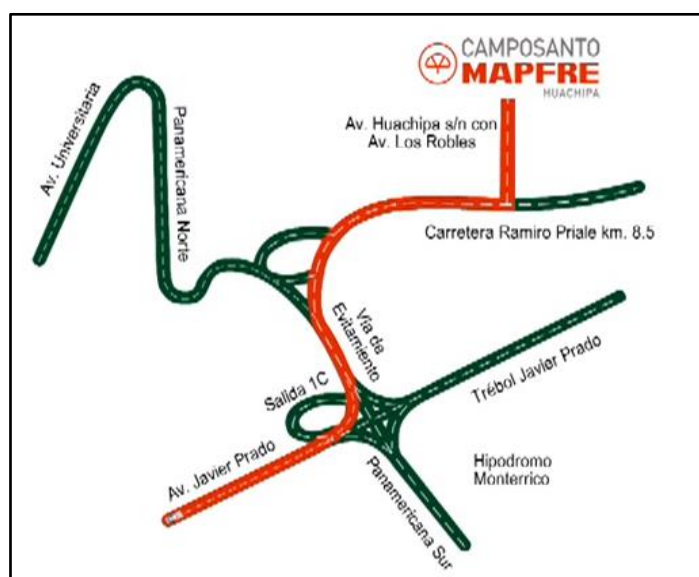 CAMPOSANTO
MAPFRE
HUACHIPA
Av. Huachipa s/n con
Av. Los Robles
Av. Universitaria
Panamericana Norte
Carretera Ramiro Priale km. 8.5
Vía de
Evitamiento
Salida 1C
Trébol Javier Prado
Av. Javier Prado
Panamericana Sur
Hipodromo
Monterrico